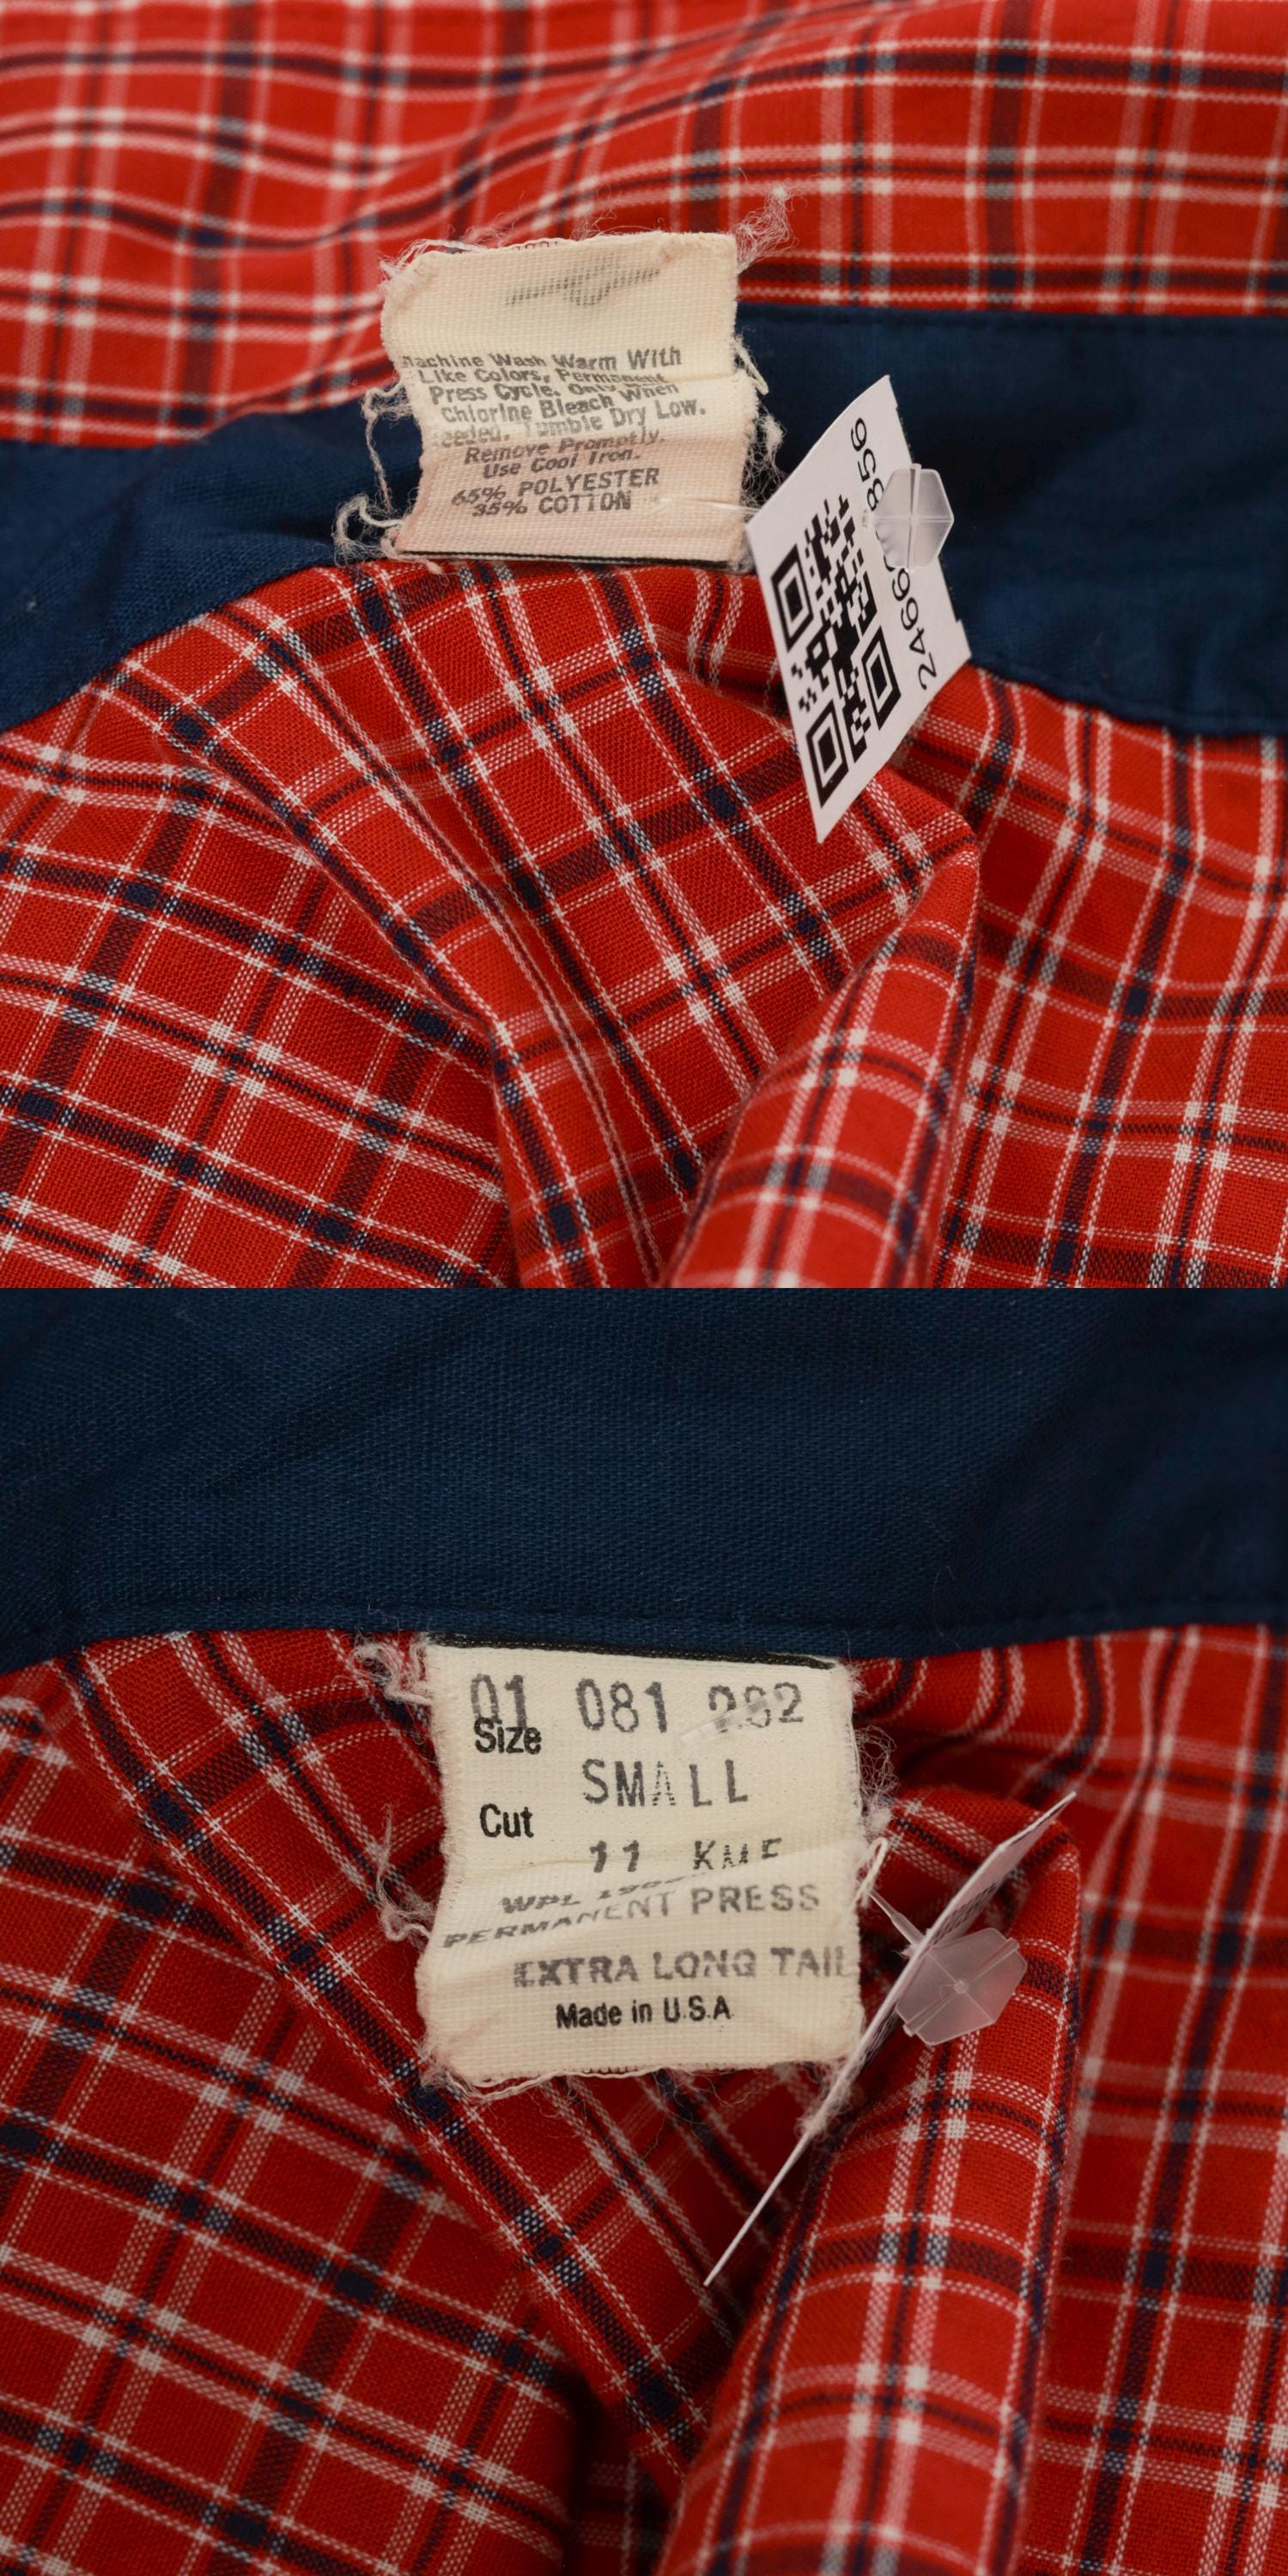 Machine Wash Warm With
Like Colors, Permanent
Press Cycle. Only When
Chlorine Bleach
Needed. Tumble Dry Low.
Remove Promptly.
Use Cool Iron.
65% POLYESTER
35% COTTON
01 081
Size
SMALL
Cut
11
WPL
PERMANENT PRESS
EXTRA LONG TAIL
Made in U.S.A